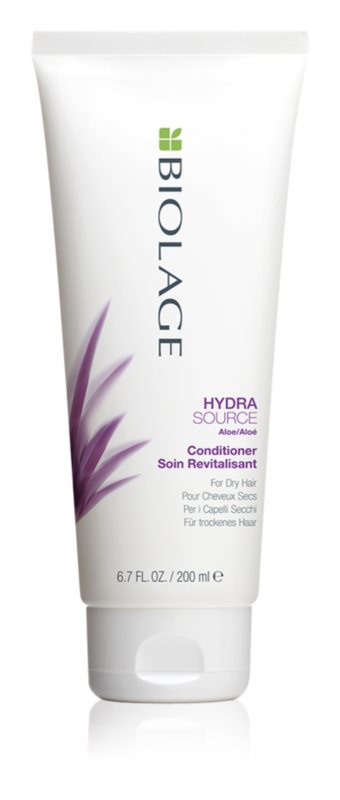 BIOLAGE
HYDRA
SOURCE
Aloe/Aloé
Conditioner
Soin Revitalisant
For Dry Hair
Pour Cheveux Secs
Per i Capelli Secchi
Für trockenes Haar
6.7 FL. OZ. / 200 ml ℮